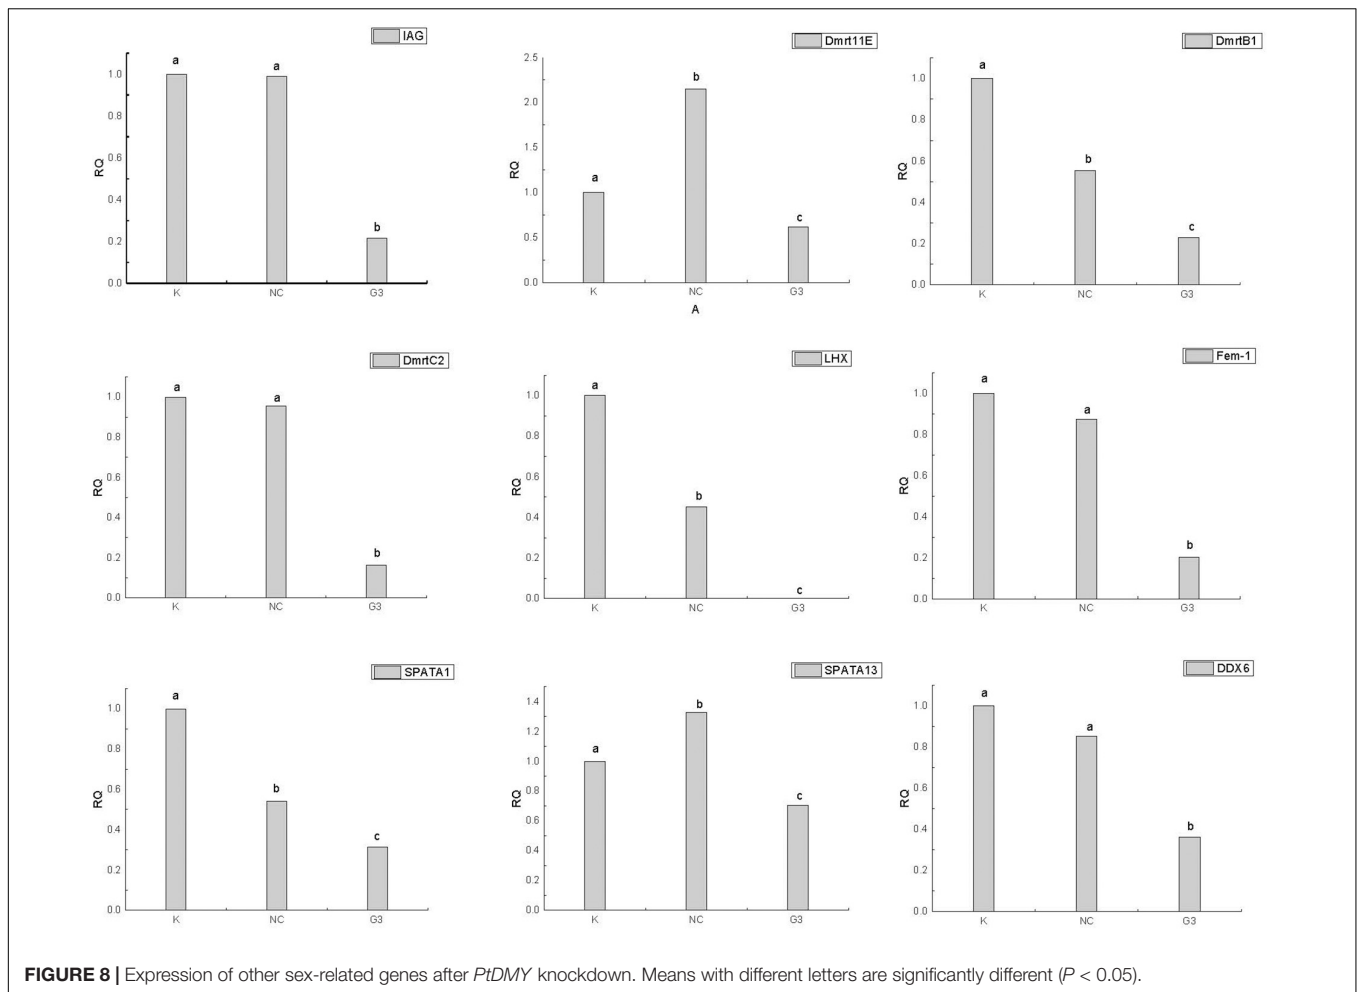 IAG
a a
1.0
0.8
0.6
RQ
0.4
b
0.2
0.0
K NC G3
Dmrt11E
2.5
b
2.0
1.5
RQ
a
1.0
c
0.5
0.0
K NC G3
A
DmrtB1
a
1.0
0.8
b
0.6
RQ
0.4
c
0.2
0.0
K NC G3
DmrtC2
a a
1.0
0.8
0.6
RQ
0.4
b
0.2
0.0
K NC G3
LHX
a
1.0
0.8
0.6
b
RQ
0.4
0.2
c
0.0
K NC G3
Fem-1
a
1.0
a
0.8
0.6
RQ
0.4
b
0.2
0.0
K NC G3
SPATA1
a
1.0
0.8
0.6
b
RQ
0.4
c
0.2
0.0
K NC G3
SPATA13
1.4
b
1.2
a
1.0
0.8
c
RQ
0.6
0.4
0.2
0.0
K NC G3
DDX6
a
1.0
a
0.8
0.6
RQ
0.4
b
0.2
0.0
K NC G3
FIGURE 8 | Expression of other sex-related genes after PtDMY knockdown. Means with different letters are significantly different (P < 0.05).